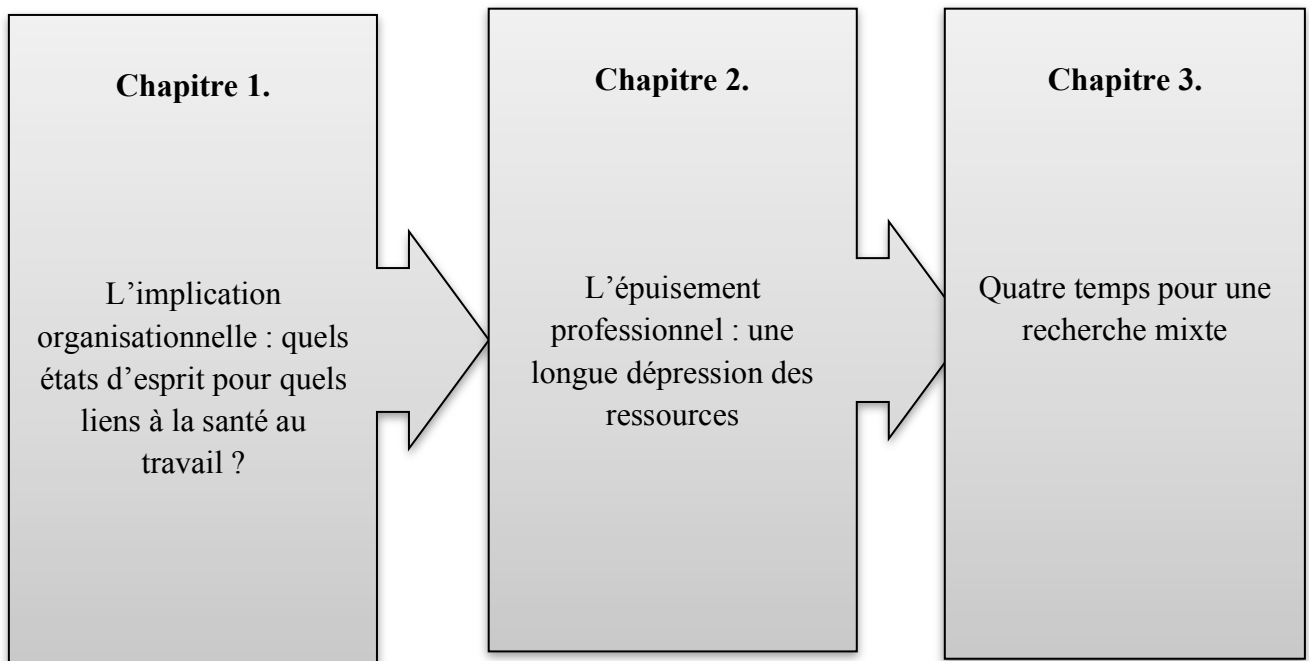 Chapitre 1.
L’implication
organisationnelle : quels
états d’esprit pour quels
liens à la santé au
travail ?
Chapitre 2.
L’épuisement
professionnel : une
longue dépression des
ressources
Chapitre 3.
Quatre temps pour une
recherche mixte